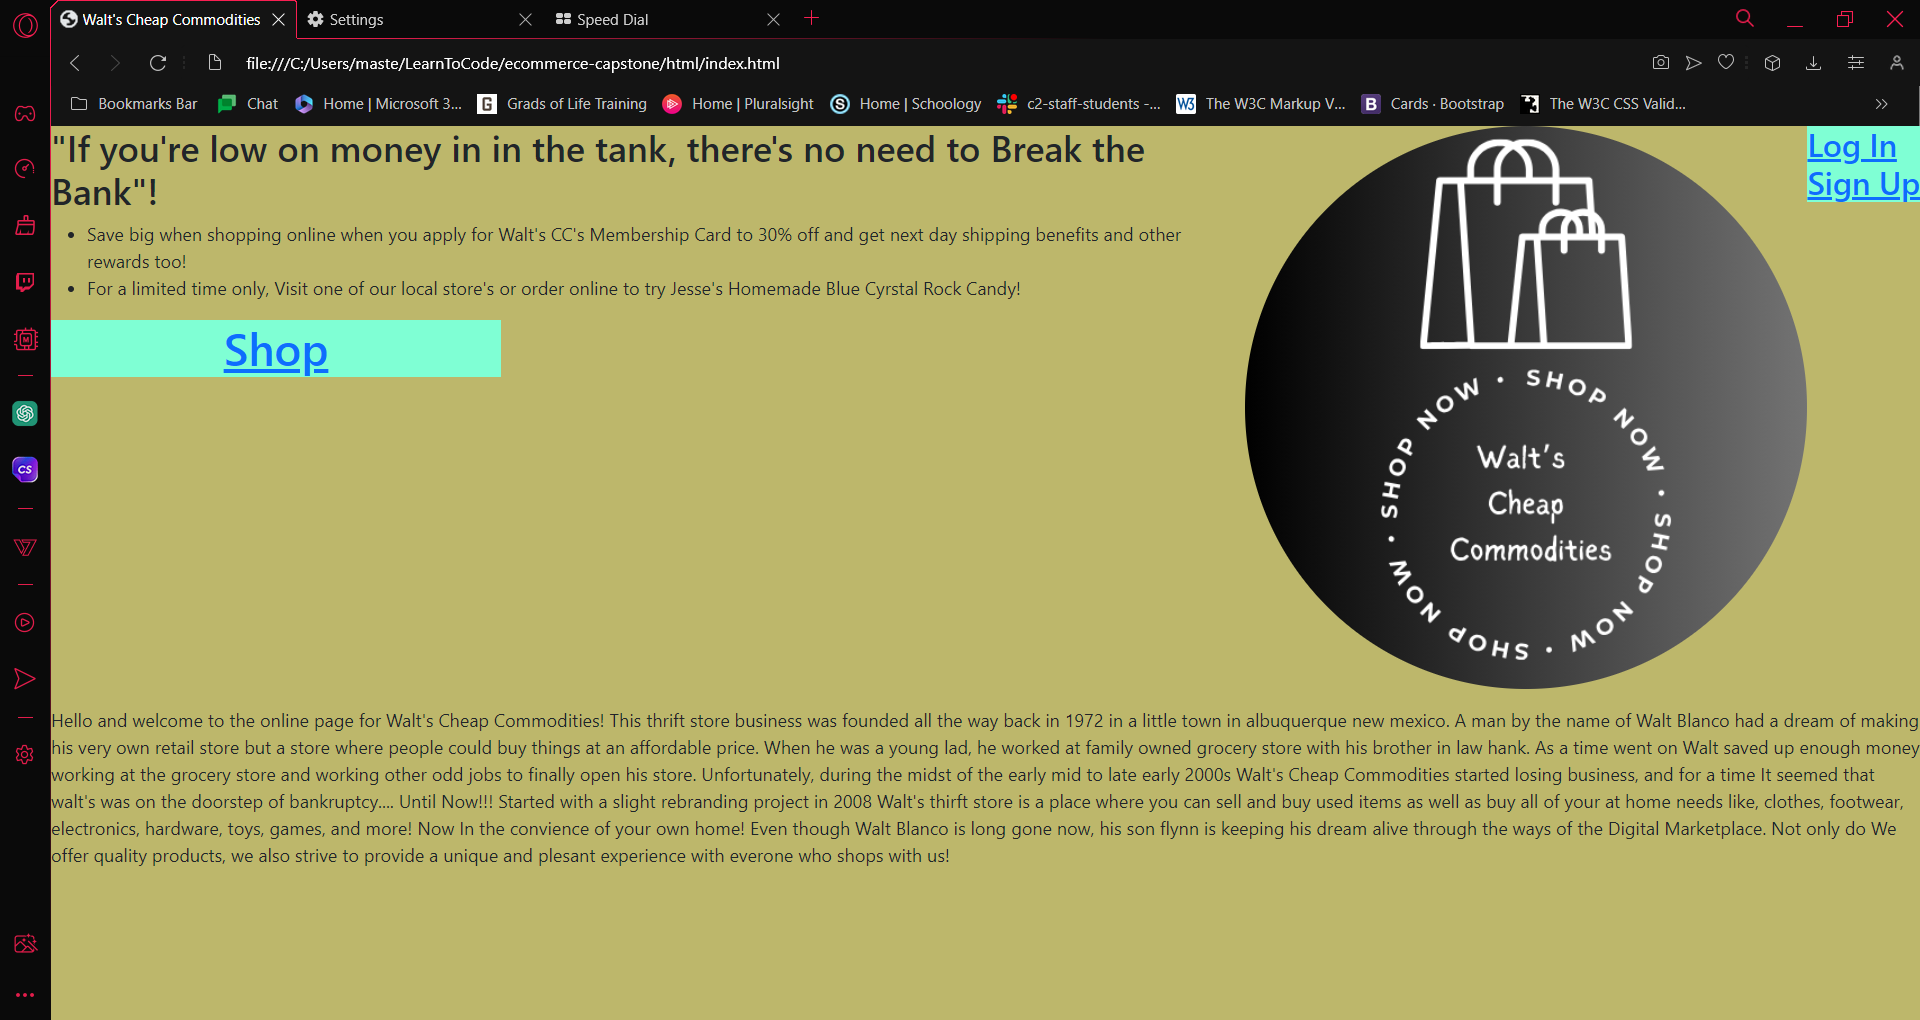 Walt's Cheap Commodities
Settings
Speed Dial
file:///C:/Users/maste/LearnToCode/ecommerce-capstone/html/index.html
Bookmarks Bar
Chat
Home | Microsoft 3...
G
Grads of Life Training
Home | Pluralsight
S
Home | Schoology
c2-staff-students -...
W3
The W3C Markup V...
B
Cards · Bootstrap
The W3C CSS Valid...
CS
"If you're low on money in in the tank, there's no need to Break the
Bank"!
Save big when shopping online when you apply for Walt's CC's Membership Card to 30% off and get next day shipping benefits and other
rewards too!
For a limited time only, Visit one of our local store's or order online to try Jesse's Homemade Blue Cyrstal Rock Candy!
Shop
SHOP NOW • SHOP NOW • SHOP NOW • SHOP NOW •
Walt's
Cheap
Commodities
Log In
Sign Up
Hello and welcome to the online page for Walt's Cheap Commodities! This thrift store business was founded all the way back in 1972 in a little town in albuquerque new mexico. A man by the name of Walt Blanco had a dream of making
his very own retail store but a store where people could buy things at an affordable price. When he was a young lad, he worked at family owned grocery store with his brother in law hank. As a time went on Walt saved up enough money
working at the grocery store and working other odd jobs to finally open his store. Unfortunately, during the midst of the early mid to late early 2000s Walt's Cheap Commodities started losing business, and for a time It seemed that
walt's was on the doorstep of bankruptcy.... Until Now!!! Started with a slight rebranding project in 2008 Walt's thirft store is a place where you can sell and buy used items as well as buy all of your at home needs like, clothes, footwear,
electronics, hardware, toys, games, and more! Now In the convience of your own home! Even though Walt Blanco is long gone now, his son flynn is keeping his dream alive through the ways of the Digital Marketplace. Not only do We
offer quality products, we also strive to provide a unique and plesant experience with everone who shops with us!